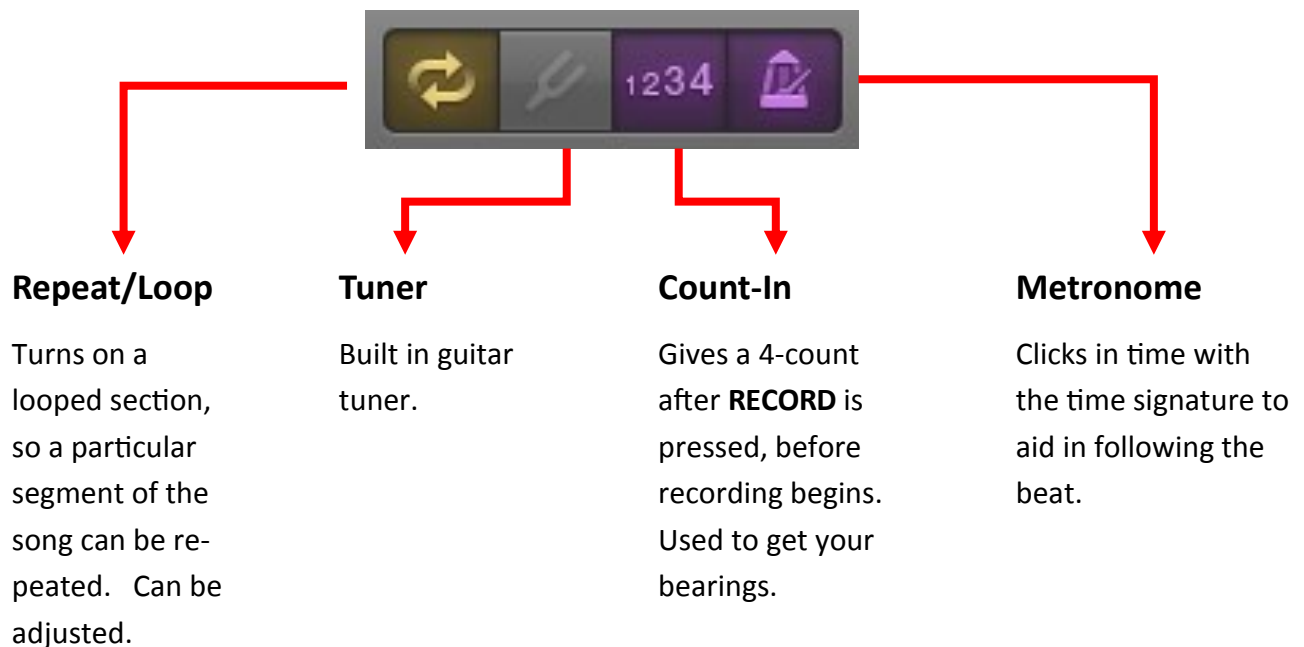 1234
Repeat/Loop
Turns on a
looped section,
so a particular
segment of the
song can be re-
peated.   Can be
adjusted.
Tuner
Built in guitar
tuner.
Count-In
Gives a 4-count
after RECORD is
pressed, before
recording begins.
Used to get your
bearings.
Metronome
Clicks in time with
the time signature to
aid in following the
beat.